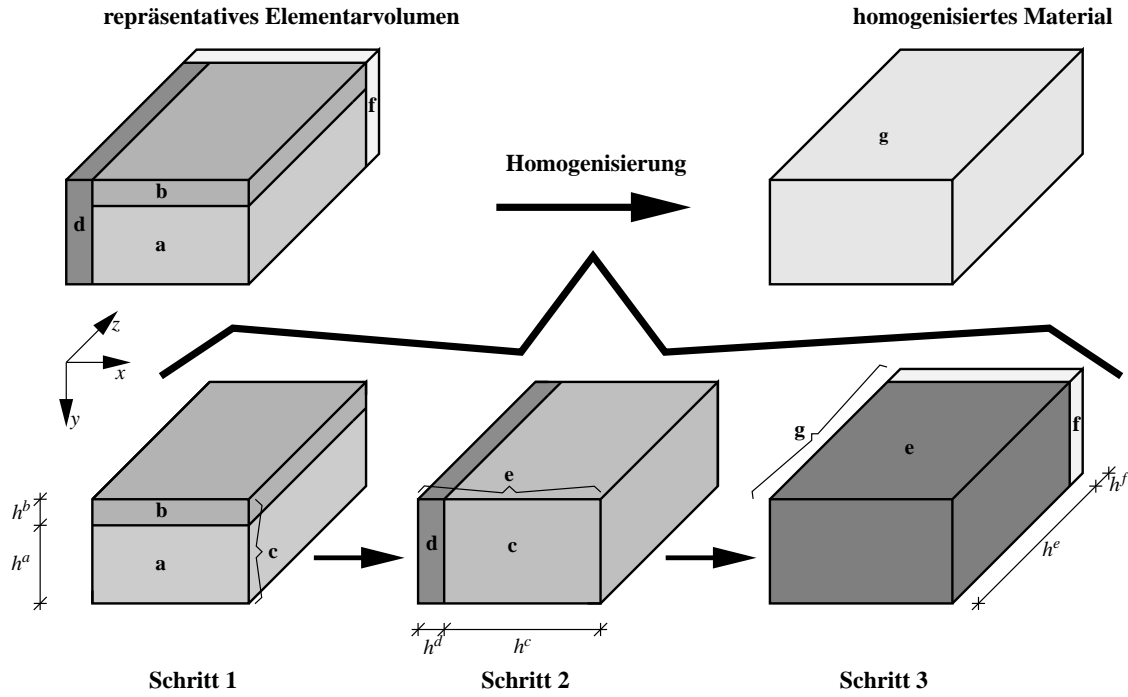 repräsentatives Elementarvolumen
homogenisiertes Material
f
g
b
d
a
Homogenisierung
z
x
y
g
f
e
e
h^b
b
h^a
a
c
d
c
h^f
h^e
h^d
h^c
Schritt 1
Schritt 2
Schritt 3